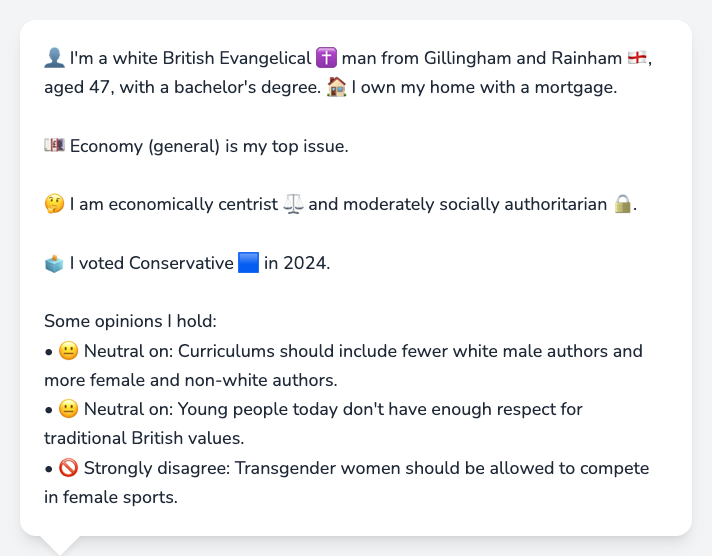 👤 I'm a white British Evangelical ✝️ man from Gillingham and Rainham 🏴󠁧󠁢󠁥󠁮󠁧󠁿,
aged 47, with a bachelor's degree. 🏠 I own my home with a mortgage.
💷 Economy (general) is my top issue.
🤔 I am economically centrist ⚖️ and moderately socially authoritarian 🔒.
🗳️ I voted Conservative 🟦 in 2024.
Some opinions I hold:
• 😐 Neutral on: Curriculums should include fewer white male authors and
more female and non-white authors.
• 😐 Neutral on: Young people today don't have enough respect for
traditional British values.
• 🚫 Strongly disagree: Transgender women should be allowed to compete
in female sports.